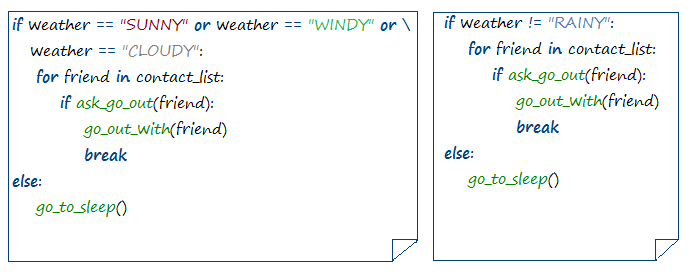 if weather == "SUNNY" or weather == "WINDY" or \
weather == "CLOUDY":
for friend in contact_list:
if ask_go_out(friend):
go_out_with(friend)
break
else:
go_to_sleep()
if weather != "RAINY":
for friend in contact_list:
if ask_go_out(friend):
go_out_with(friend)
break
else:
go_to_sleep()